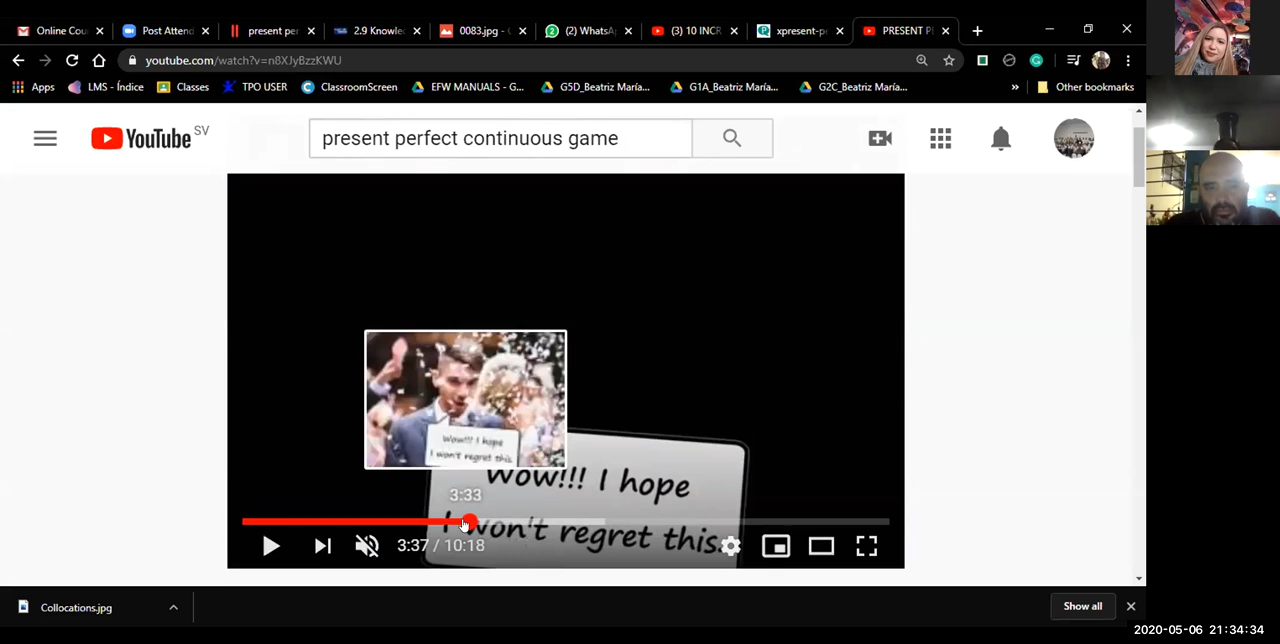 Online Cou
Post Attend
present per
2.9 Knowle
0083.jpg -
(2) WhatsA
(3) 10 INCR
xpresent-p
PRESENT P
youtube.com/watch?v=n8XJyBzzKWU
Apps
LMS - Índice
Classes
TPO USER
ClassroomScreen
EFW MANUALS - G...
G5D_Beatriz María...
G1A_Beatriz María...
G2C_Beatriz María...
»
Other bookmarks
YouTube SV
present perfect continuous game
Wow!!! I hope
I won't regret this.
Wow!!! I hope
I won't regret this.
3:33
3:37 / 10:18
Collocations.jpg
Show all
2020-05-06 21:34:34